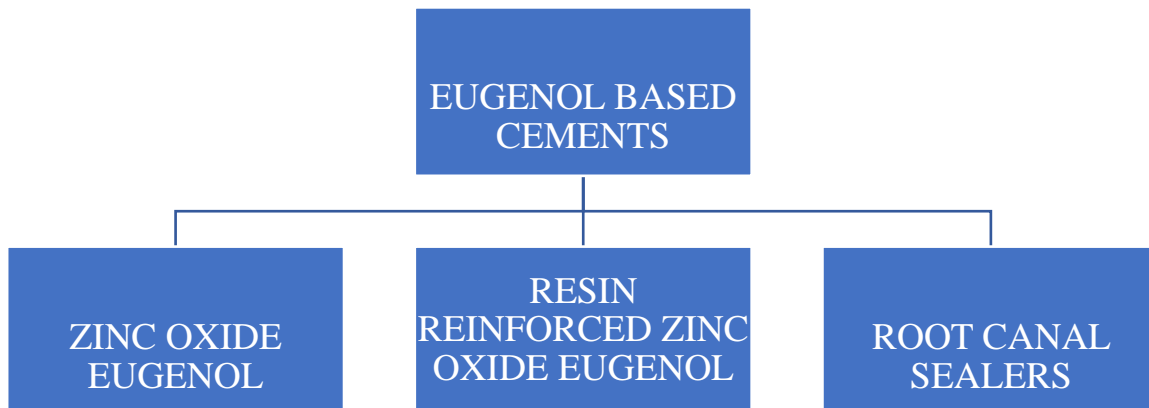 EUGENOL BASED
CEMENTS
ZINC OXIDE
EUGENOL
RESIN
REINFORCED ZINC
OXIDE EUGENOL
ROOT CANAL
SEALERS